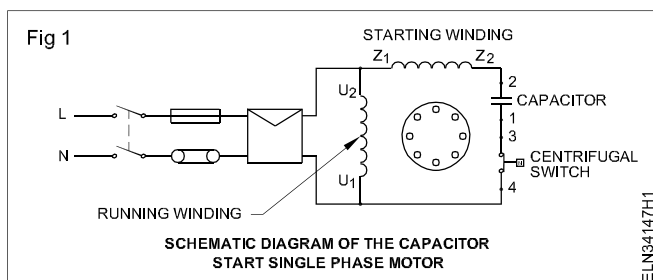 Fig 1
STARTING WINDING
Z1 Z2
U2
2
CAPACITOR
1
3
L
N
CENTRIFUGAL
SWITCH
U1
4
RUNNING WINDING
SCHEMATIC DIAGRAM OF THE CAPACITOR
START SINGLE PHASE MOTOR
ELN34147H1